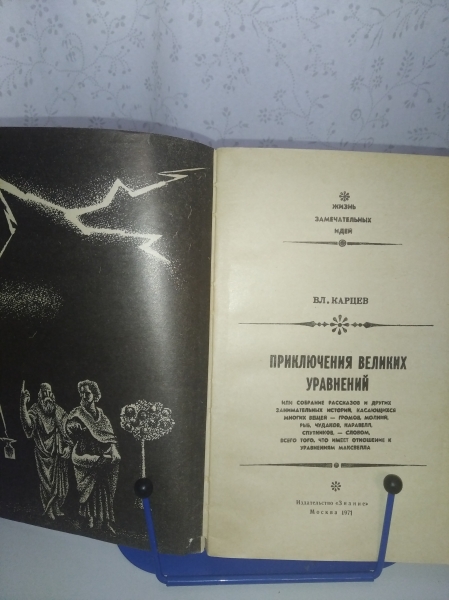 ЖИЗНЬ
ЗАМЕЧАТЕЛЬНЫХ
ИДЕЙ
ВЛ. КАРЦЕВ
ПРИКЛЮЧЕНИЯ ВЕЛИКИХ
УРАВНЕНИЙ
ИЛИ СОБРАНИЕ РАССКАЗОВ И ДРУГИХ
ЗАНИМАТЕЛЬНЫХ ИСТОРИЙ, КАСАЮЩИХСЯ
МНОГИХ ВЕЩЕЙ — ГРОМОВ, МОЛНИЙ,
РЫБ, ЧУДАКОВ, КАРАВЕЛЛ,
СПУТНИКОВ, — СЛОВОМ,
ВСЕГО ТОГО, ЧТО ИМЕЕТ ОТНОШЕНИЕ К
УРАВНЕНИЯМ МАКСВЕЛЛА
Издательство «Знание»
Москва 1971